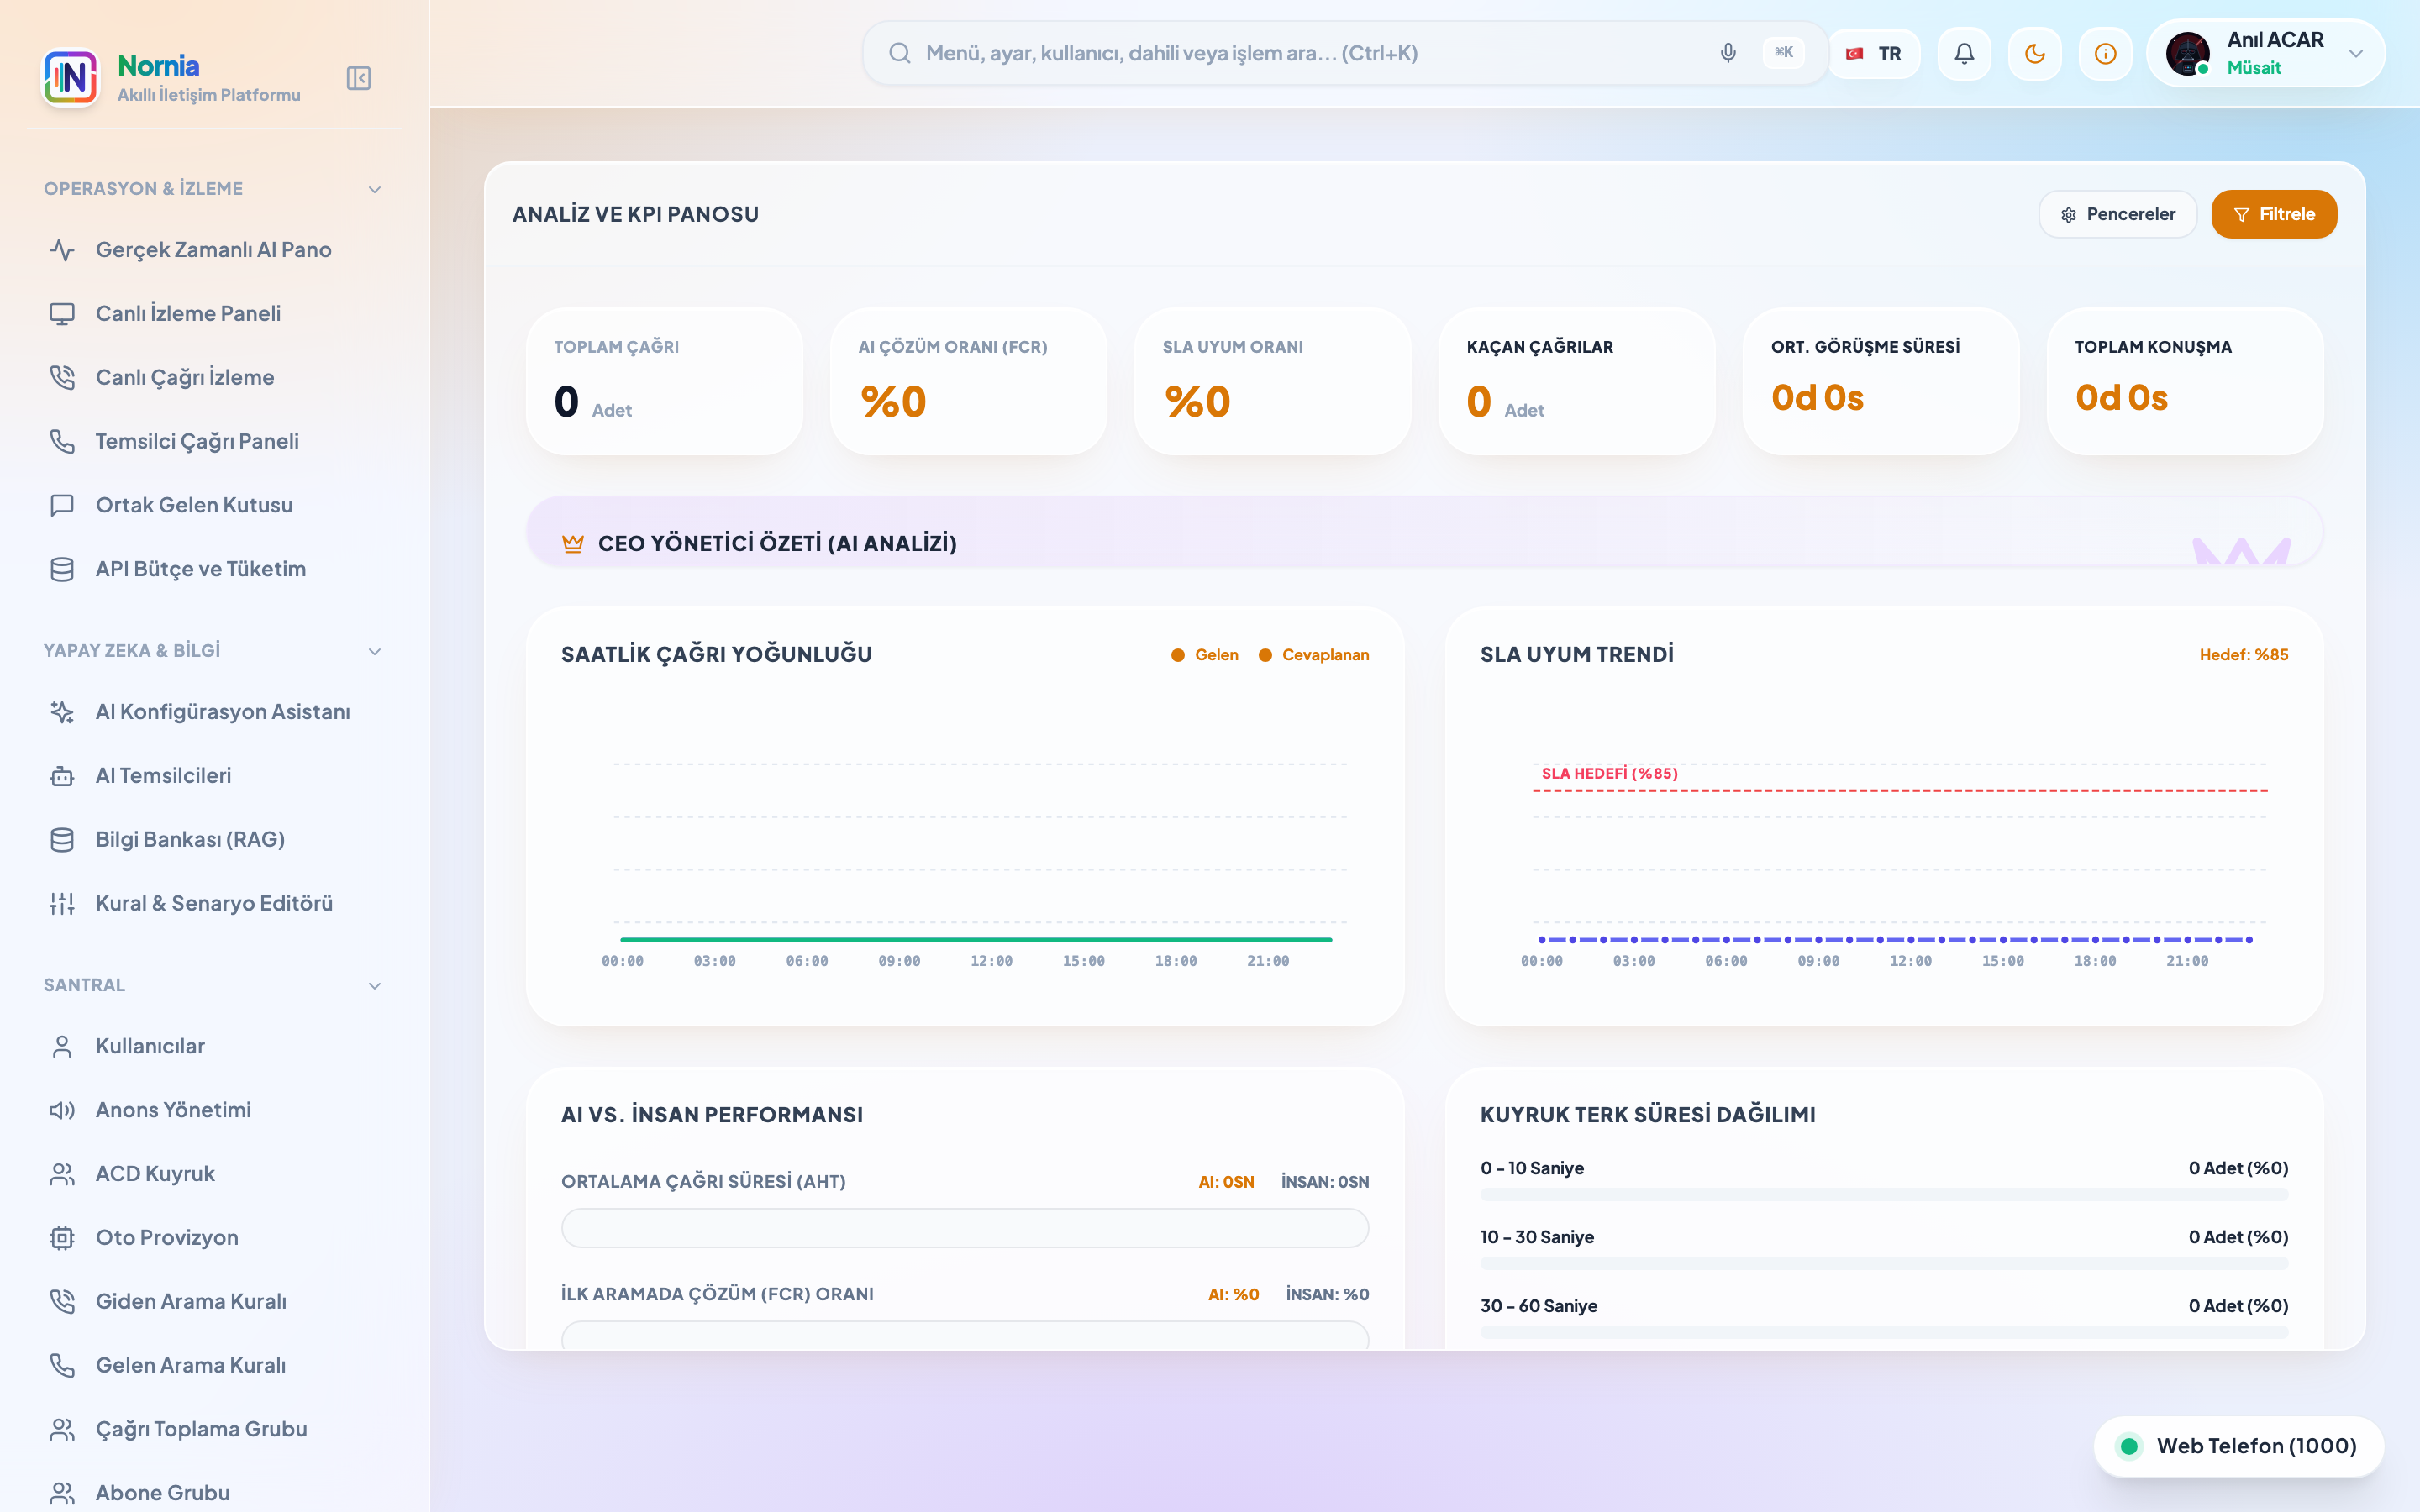 Nornia
Akıllı İletişim Platformu
OPERASYON & İZLEME
Gerçek Zamanlı AI Pano
Canlı İzleme Paneli
Canlı Çağrı İzleme
Temsilci Çağrı Paneli
Ortak Gelen Kutusu
API Bütçe ve Tüketim
YAPAY ZEKA & BİLGİ
AI Konfigürasyon Asistanı
AI Temsilcileri
Bilgi Bankası (RAG)
Kural & Senaryo Editörü
SANTRAL
Kullanıcılar
Anons Yönetimi
ACD Kuyruk
Oto Provizyon
Giden Arama Kuralı
Gelen Arama Kuralı
Çağrı Toplama Grubu
Abone Grubu
Menü, ayar, kullanıcı, dahili veya işlem ara... (Ctrl+K)
⌘K
TR
Anıl ACAR
Müsait
ANALİZ VE KPI PANOSU
Pencereler
Filtrele
TOPLAM ÇAĞRI
0 Adet
AI ÇÖZÜM ORANI (FCR)
%0
SLA UYUM ORANI
%0
KAÇAN ÇAĞRILAR
0 Adet
ORT. GÖRÜŞME SÜRESİ
0d 0s
TOPLAM KONUŞMA
0d 0s
CEO YÖNETİCİ ÖZETİ (AI ANALİZİ)
SAATLİK ÇAĞRI YOĞUNLUĞU
Gelen Cevaplanan
00:00 03:00 06:00 09:00 12:00 15:00 18:00 21:00
SLA UYUM TRENDİ
Hedef: %85
SLA HEDEFİ (%85)
00:00 03:00 06:00 09:00 12:00 15:00 18:00 21:00
AI VS. İNSAN PERFORMANSI
ORTALAMA ÇAĞRI SÜRESİ (AHT) AI: 0SN İNSAN: 0SN
İLK ARAMADA ÇÖZÜM (FCR) ORANI AI: %0 İNSAN: %0
KUYRUK TERK SÜRESİ DAĞILIMI
0 - 10 Saniye 0 Adet (%0)
10 - 30 Saniye 0 Adet (%0)
30 - 60 Saniye 0 Adet (%0)
Web Telefon (1000)